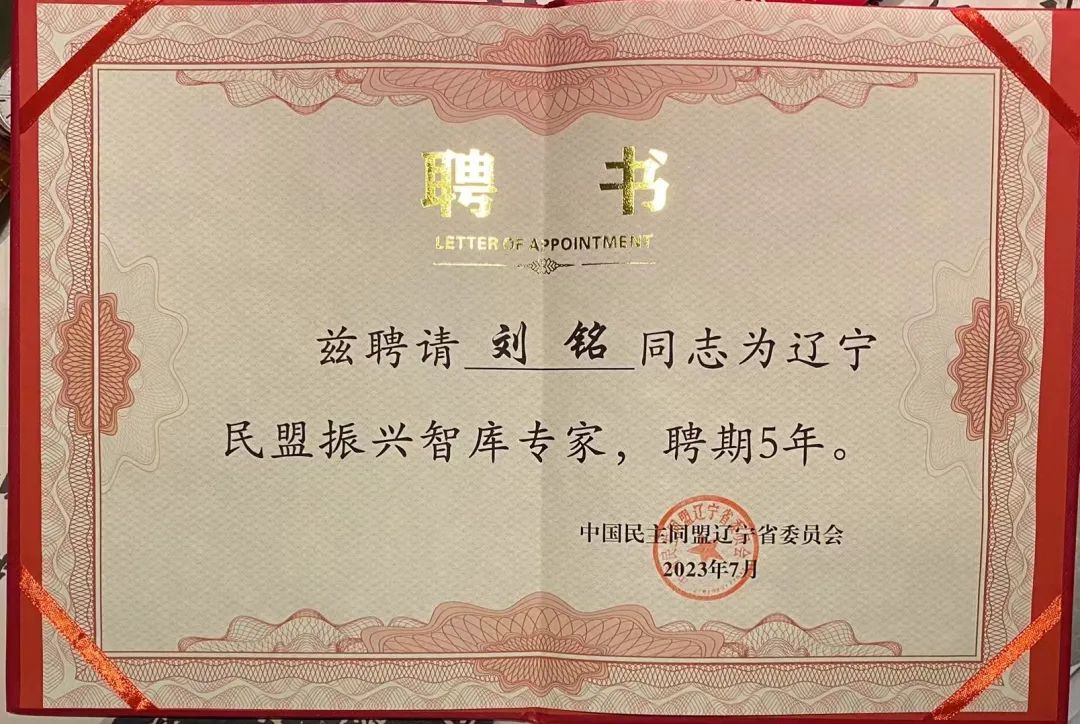 聘 书
LETTER OF APPOINTMENT
兹聘请 刘 铭 同志为辽宁
民盟振兴智库专家，聘期5年。
中国民主同盟辽宁省委员会
2023年7月